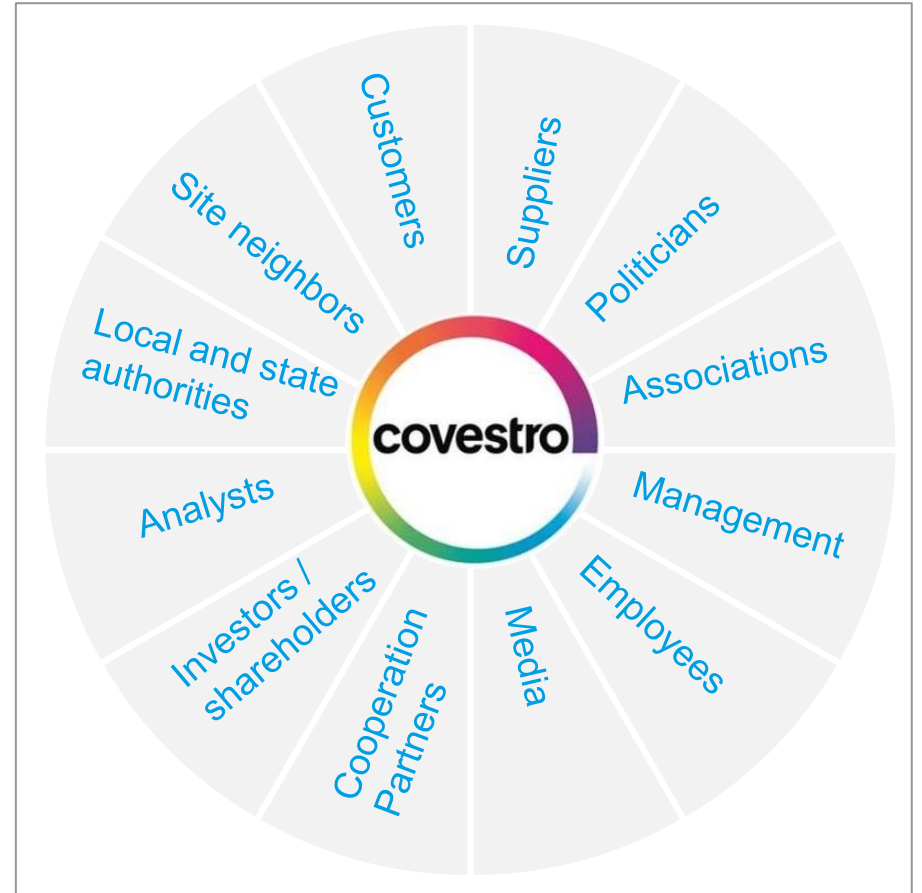 Customers
Suppliers
Politicians
Associations
Management
Employees
Media
Cooperation
Partners
Investors /
shareholders
Analysts
Local and state
authorities
Site neighbors
covestro